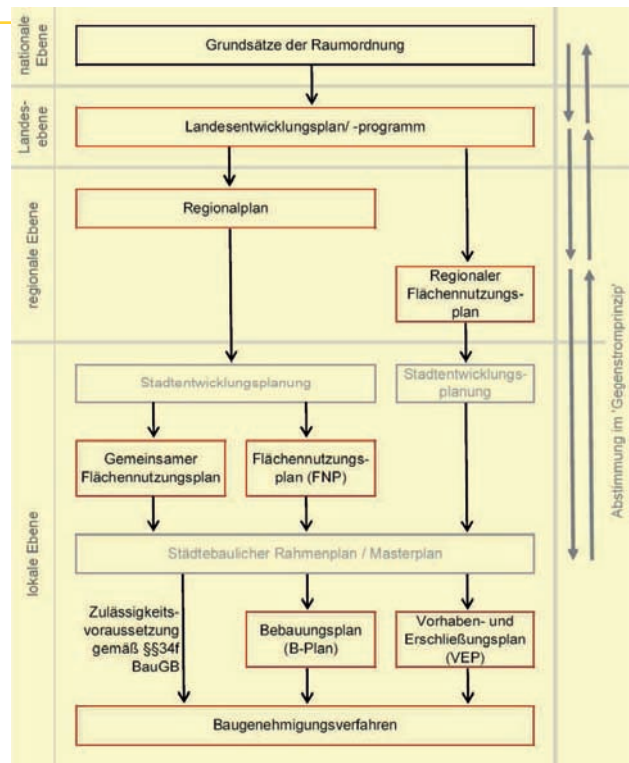 nationale
Ebene
Grundsätze der Raumordnung
Landes-
ebene
Landesentwicklungsplan/ -programm
regionale Ebene
Regionalplan
Regionaler
Flächennutzungs-
plan
lokale Ebene
Stadtentwicklungsplanung
Stadtentwicklungs-
planung
Gemeinsamer
Flächennutzungsplan
Flächennutzungs-
plan (FNP)
Städtebaulicher Rahmenplan / Masterplan
Zulässigkeits-
voraussetzung
gemäß §§34f
BauGB
Bebauungsplan
(B-Plan)
Vorhaben- und
Erschließungsplan
(VEP)
Baugenehmigungsverfahren
Abstimmung im 'Gegenstromprinzip'